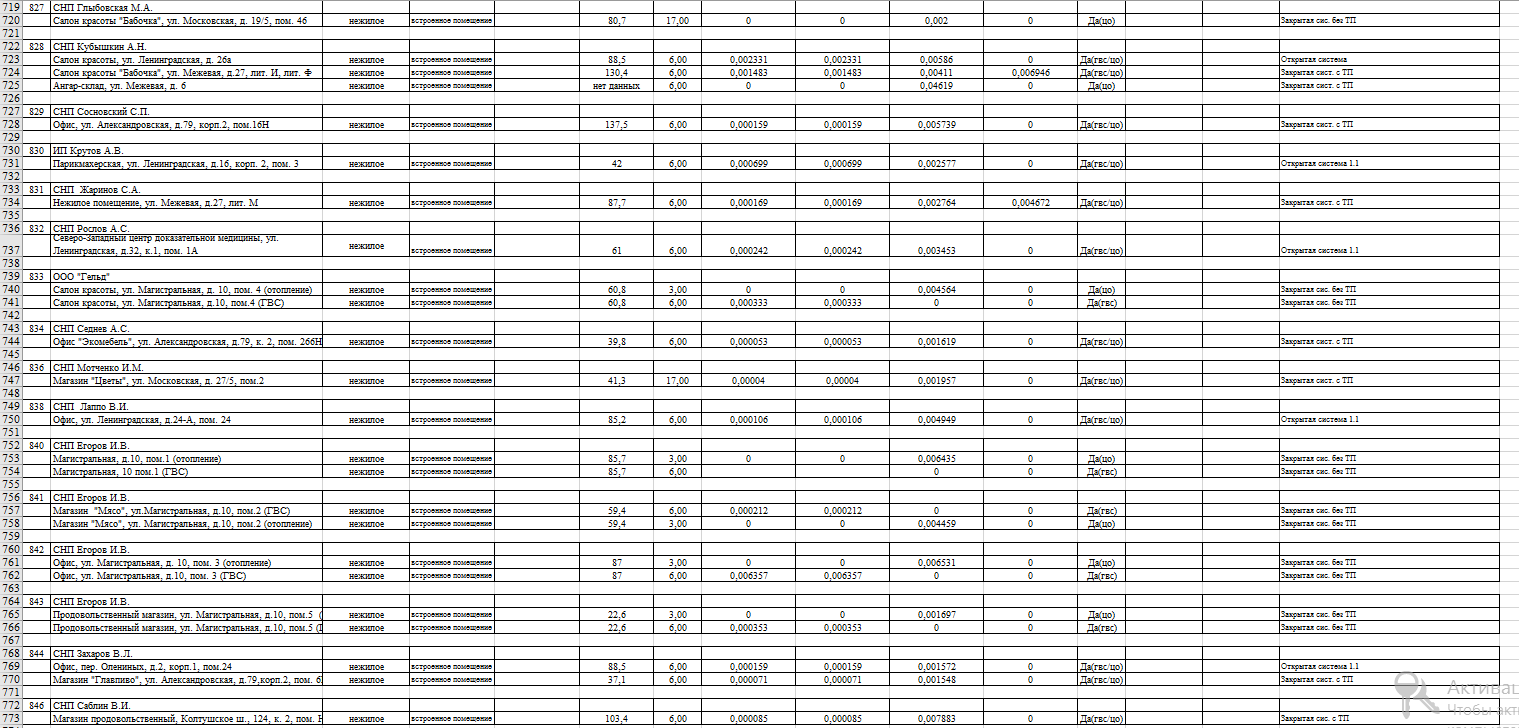 719 827 СНП Глыбовская М.А.
720 Салон красоты "Бабочка", ул. Московская, д. 19/5, пом. 46 нежилое встроенное помещение 80,7 17,00 0 0 0,002 0 Да(цо) Закрытая сис. без ТП
721
722 828 СНП Кубышкин А.Н.
723 Салон красоты, ул. Ленинградская, д. 26а нежилое встроенное помещение 88,5 6,00 0,002331 0,002331 0,00586 0 Да(гвс/цо) Открытая система
724 Салон красоты "Бабочка", ул. Межевая, д.27, лит. И, лит. Ф нежилое встроенное помещение 130,4 6,00 0,001483 0,001483 0,00411 0,006946 Да(гвс/цо) Закрытая сист. с ТП
725 Ангар-склад, ул. Межевая, д. 6 нежилое встроенное помещение нет данных 6,00 0 0 0,04619 0 Да(цо) Закрытая сист. с ТП
726
727 829 СНП Сосновский С.П.
728 Офис, ул. Александровская, д.79, корп.2, пом.16Н нежилое встроенное помещение 137,5 6,00 0,000159 0,000159 0,005739 0 Да(гвс/цо) Закрытая сист. с ТП
729
730 830 ИП Крутов А.В.
731 Парикмахерская, ул. Ленинградская, д.16, корп. 2, пом. 3 нежилое встроенное помещение 42 6,00 0,000699 0,000699 0,002577 0 Да(гвс/цо) Открытая система 1.1
732
733 831 СНП Жаринов С.А.
734 Нежилое помещение, ул. Межевая, д.27, лит. М нежилое встроенное помещение 87,7 6,00 0,000169 0,000169 0,002764 0,004672 Да(гвс/цо) Закрытая сист. с ТП
735
736 832 СНП Рослов А.С.
Северо-Западный центр доказательной медицины, ул.
737 Ленинградская, д.32, к.1, пом. 1А нежилое встроенное помещение 61 6,00 0,000242 0,000242 0,003453 0 Да(гвс/цо) Открытая система 1.1
738
739 833 ООО "Гельд"
740 Салон красоты, ул. Магистральная, д. 10, пом. 4 (отопление) нежилое встроенное помещение 60,8 3,00 0 0 0,004564 0 Да(цо) Закрытая сис. без ТП
741 Салон красоты, ул. Магистральная, д.10, пом.4 (ГВС) нежилое встроенное помещение 60,8 6,00 0,000333 0,000333 0 0 Да(гвс) Закрытая сис. без ТП
742
743 834 СНП Седнев А.С.
744 Офис "Экомебель", ул. Александровская, д.79, к. 2, пом. 266Н нежилое встроенное помещение 39,8 6,00 0,000053 0,000053 0,001619 0 Да(гвс/цо) Закрытая сист. с ТП
745
746 836 СНП Мотченко И.М.
747 Магазин "Цветы", ул. Московская, д. 27/5, пом.2 нежилое встроенное помещение 41,3 17,00 0,00004 0,00004 0,001957 0 Да(гвс/цо) Закрытая сист. с ТП
748
749 838 СНП Лаппо В.И.
750 Офис, ул. Ленинградская, д.24-А, пом. 24 нежилое встроенное помещение 85,2 6,00 0,000106 0,000106 0,004949 0 Да(гвс/цо) Открытая система 1.1
751
752 840 СНП Егоров И.В.
753 Магистральная, д.10, пом.1 (отопление) нежилое встроенное помещение 85,7 3,00 0 0 0,006435 0 Да(цо) Закрытая сис. без ТП
754 Магистральная, 10 пом.1 (ГВС) нежилое встроенное помещение 85,7 6,00 0 0 Да(гвс) Закрытая сис. без ТП
755
756 841 СНП Егоров И.В.
757 Магазин "Мясо", ул.Магистральная, д.10, пом.2 (ГВС) нежилое встроенное помещение 59,4 6,00 0,000212 0,000212 0 0 Да(гвс) Закрытая сис. без ТП
758 Магазин "Мясо", ул. Магистральная, д.10, пом.2 (отопление) нежилое встроенное помещение 59,4 3,00 0 0 0,004459 0 Да(цо) Закрытая сис. без ТП
759
760 842 СНП Егоров И.В.
761 Офис, ул. Магистральная, д. 10, пом. 3 (отопление) нежилое встроенное помещение 87 3,00 0 0 0,006531 0 Да(цо) Закрытая сис. без ТП
762 Офис, ул. Магистральная, д.10, пом. 3 (ГВС) нежилое встроенное помещение 87 6,00 0,006357 0,006357 0 0 Да(гвс) Закрытая сис. без ТП
763
764 843 СНП Егоров И.В.
765 Продовольственный магазин, ул. Магистральная, д.10, пом.5 ( нежилое встроенное помещение 22,6 3,00 0 0 0,001697 0 Да(цо) Закрытая сис. без ТП
766 Продовольственный магазин, ул. Магистральная, д.10, пом.5 ( нежилое встроенное помещение 22,6 6,00 0,000353 0,000353 0 0 Да(гвс) Закрытая сис. без ТП
767
768 844 СНП Захаров В.Л.
769 Офис, пер. Олениных, д.2, корп.1, пом.24 нежилое встроенное помещение 88,5 6,00 0,000159 0,000159 0,001572 0 Да(гвс/цо) Открытая система 1.1
770 Магазин "Главпиво", ул. Александровская, д.79,корп.2, пом. нежилое встроенное помещение 37,1 6,00 0,000071 0,000071 0,001548 0 Да(гвс/цо) Закрытая сист. с ТП
771 Активац
772 846 СНП Саблин В.И. Чтобы акт
773 Магазин продовольственный, Колтушское ш., 124, к. 2, пом. нежилое встроенное помещение 103,4 6,00 0,000085 0,000085 0,007883 0 Да(гвс/цо) Закрытая сис. с ТП